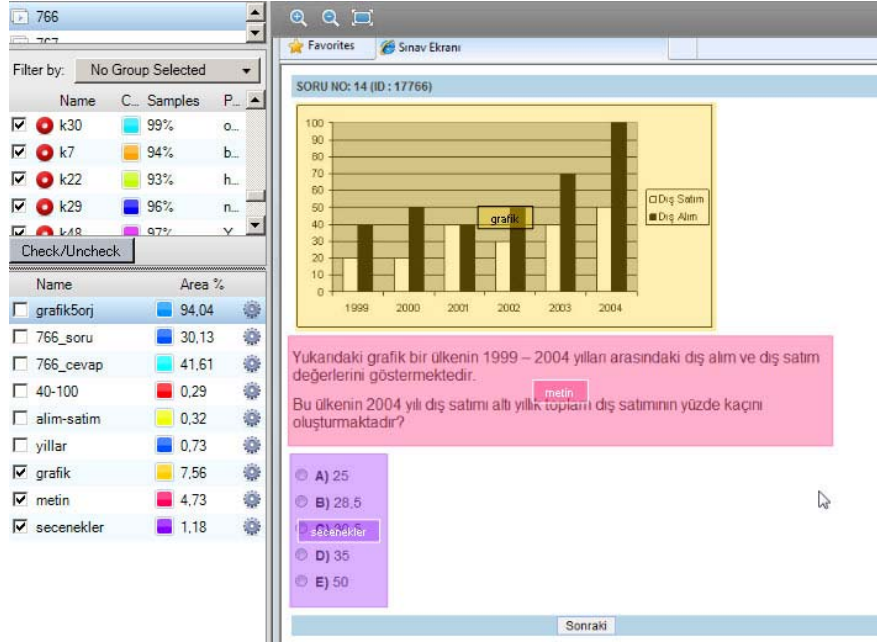 766
Filter by: No Group Selected
Name C... Samples P...
k30 99% o...
k7 94% b...
k22 93% h...
k29 96% n...
k48 97% Y
Check/Uncheck
Name Area %
grafik5orj 94,04
766_soru 30,13
766_cevap 41,61
40-100 0,29
alim-satim 0,32
yillar 0,73
grafik 7,56
metin 4,73
secenekler 1,18
Favorites Sınav Ekranı
SORU NO: 14 (ID : 17766)
100
90
80
70
60
50
40
30
20
10
0
1999 2000 2001 2002 2003 2004
grafik
Dış Satım
Dış Alım
Yukarıdaki grafik bir ülkenin 1999 – 2004 yılları arasındaki dış alım ve dış satım
değerlerini göstermektedir.
metin
Bu ülkenin 2004 yılı dış satımı altı yıllık toplam dış satımının yüzde kaçını
oluşturmaktadır?
A) 25
B) 28,5
secenekler
D) 35
E) 50
Sonraki